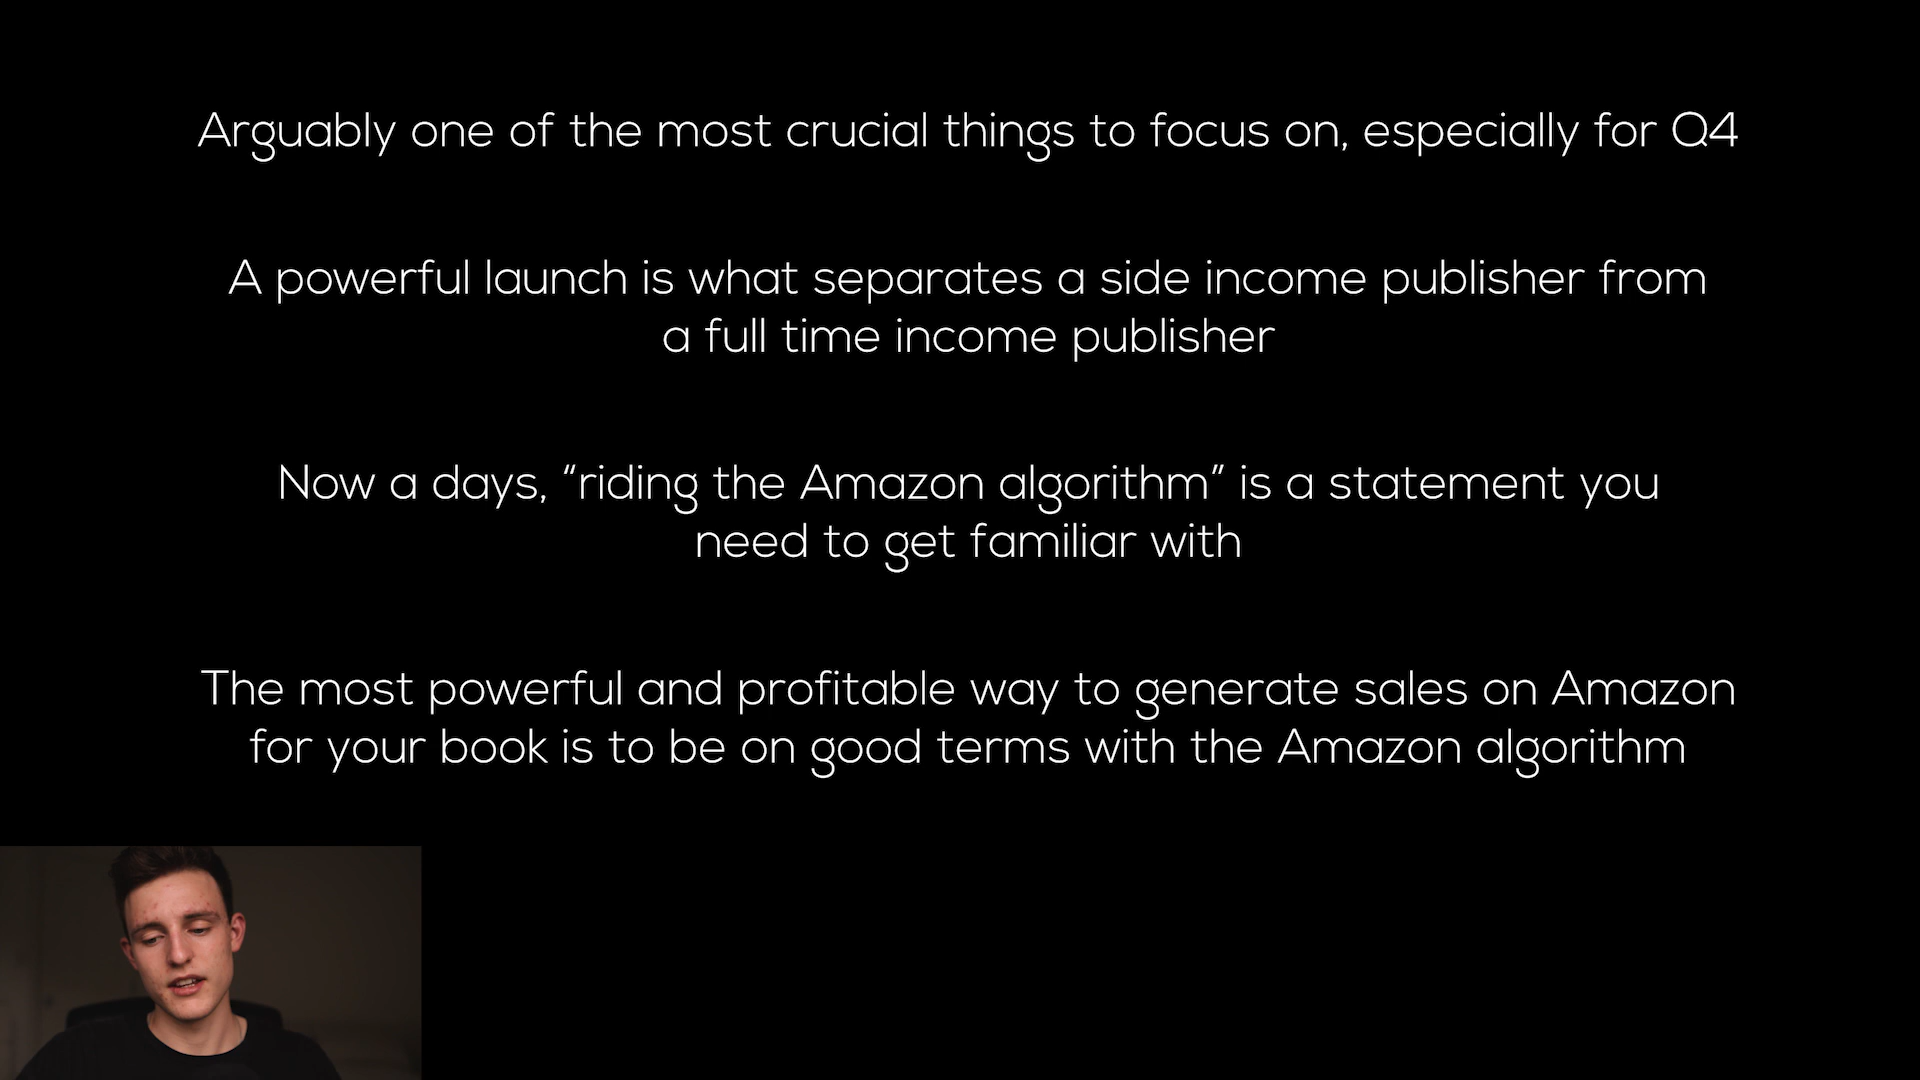 Arguably one of the most crucial things to focus on, especially for Q4
A powerful launch is what separates a side income publisher from
a full time income publisher
Now a days, “riding the Amazon algorithm” is a statement you
need to get familiar with
The most powerful and profitable way to generate sales on Amazon
for your book is to be on good terms with the Amazon algorithm